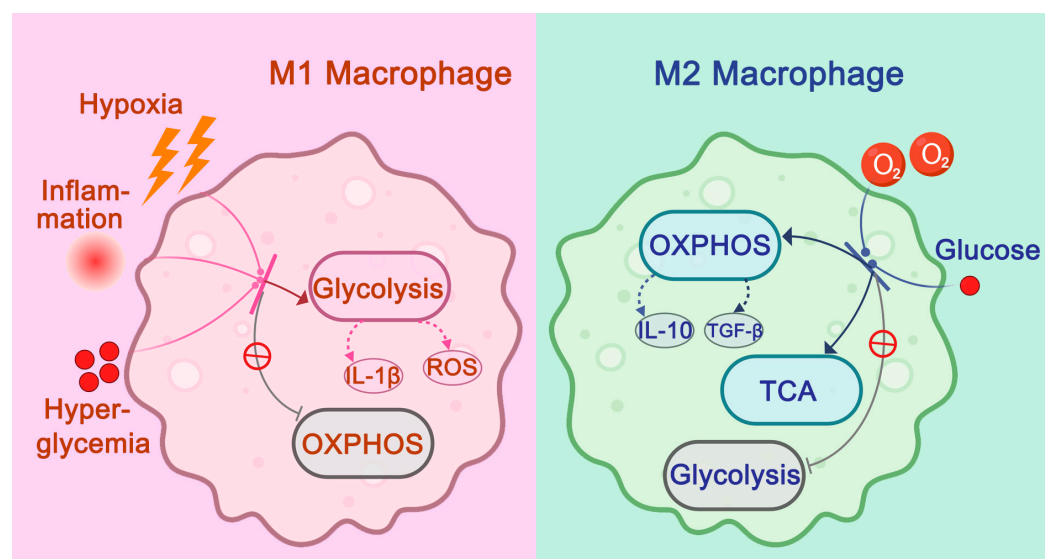 M1 Macrophage
Hypoxia
Inflam-
mation
Glycolysis
IL-1β
ROS
Hyper-
glycemia
OXPHOS
M2 Macrophage
O₂
O₂
OXPHOS
Glucose
IL-10
TGF-β
TCA
Glycolysis